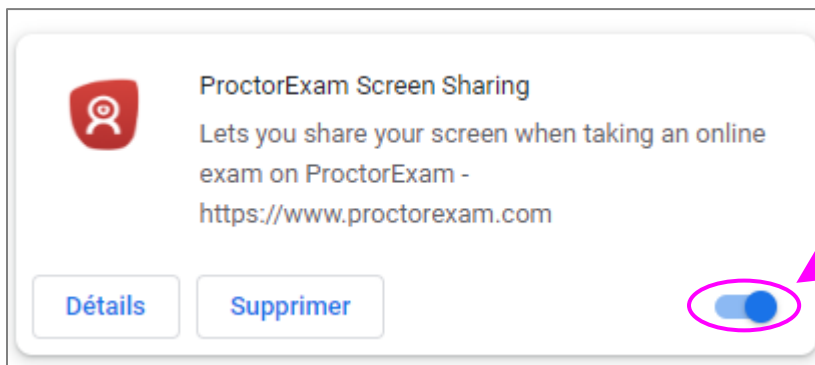 ProctorExam Screen Sharing
Lets you share your screen when taking an online
exam on ProctorExam -
https://www.proctorexam.com
Détails
Supprimer